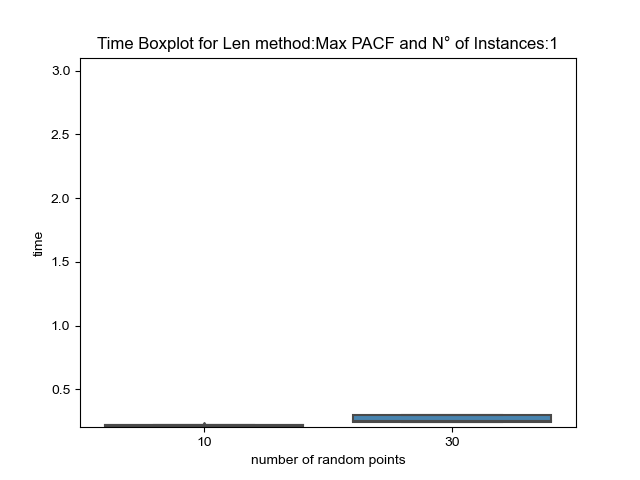 Time Boxplot for Len method:Max PACF and N° of Instances:1
3.0
2.5
2.0
1.5
1.0
0.5
time
10
30
number of random points